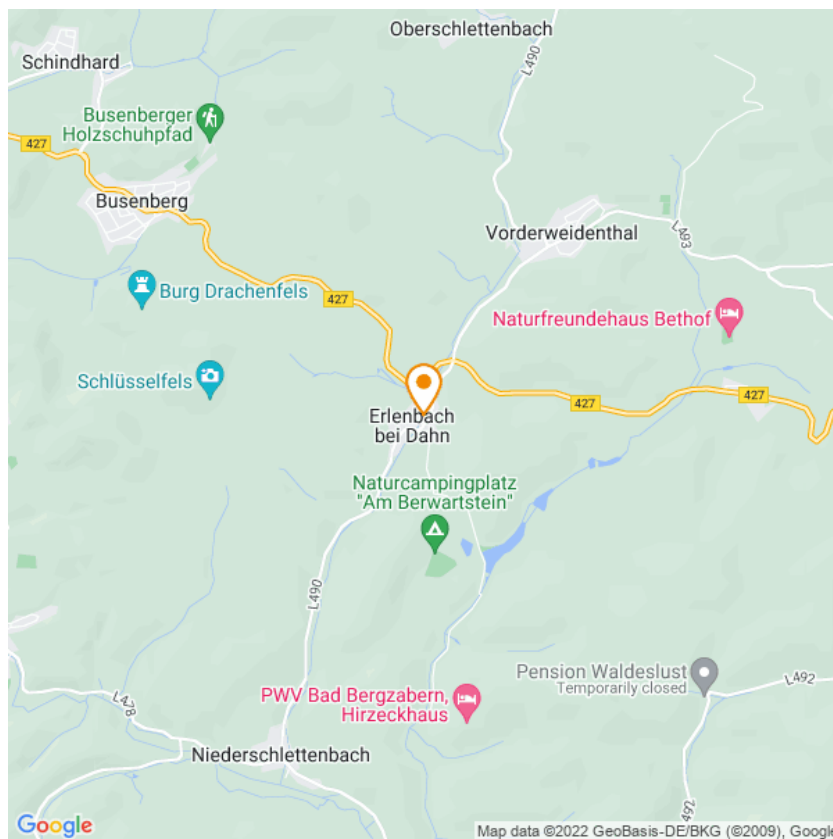 Oberschlettenbach
L490
Schindhard
Busenberger
Holzschuhpfad
427
Busenberg
Vorderweidenthal
L493
Burg Drachenfels
427
Naturfreundehaus Bethof
Schlüsselfels
427
427
Erlenbach
bei Dahn
Naturcampingplatz
"Am Berwartstein"
L490
Pension Waldeslust
Temporarily closed
L492
PWV Bad Bergzabern,
Hirzeckhaus
L478
Niederschlettenbach
L492
Google
Map data ©2022 GeoBasis-DE/BKG (©2009), Google